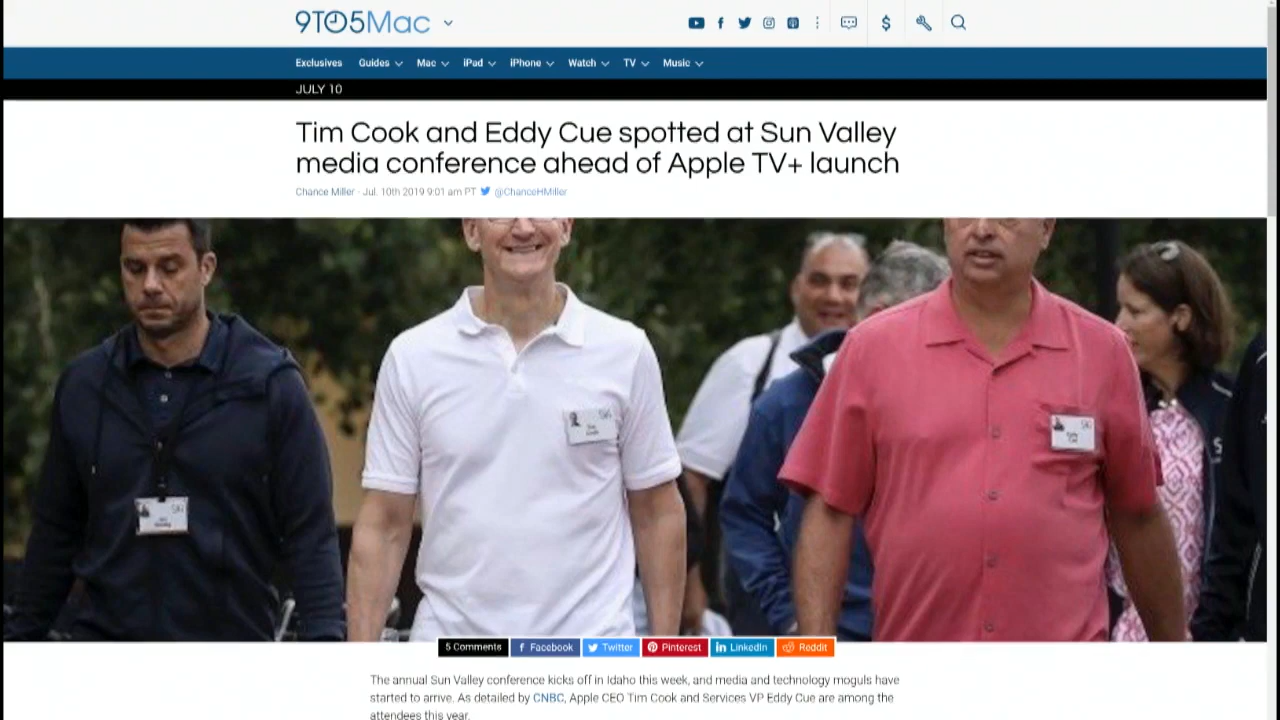 9TO5Mac
$
Exclusives Guides Mac iPad iPhone Watch TV Music
JULY 10
Tim Cook and Eddy Cue spotted at Sun Valley
media conference ahead of Apple TV+ launch
Chance Miller - Jul. 10th 2019 9:01 am PT @ChanceHMiller
5 Comments Facebook Twitter Pinterest LinkedIn Reddit
The annual Sun Valley conference kicks off in Idaho this week, and media and technology moguls have
started to arrive. As detailed by CNBC, Apple CEO Tim Cook and Services VP Eddy Cue are among the
attendees this year.